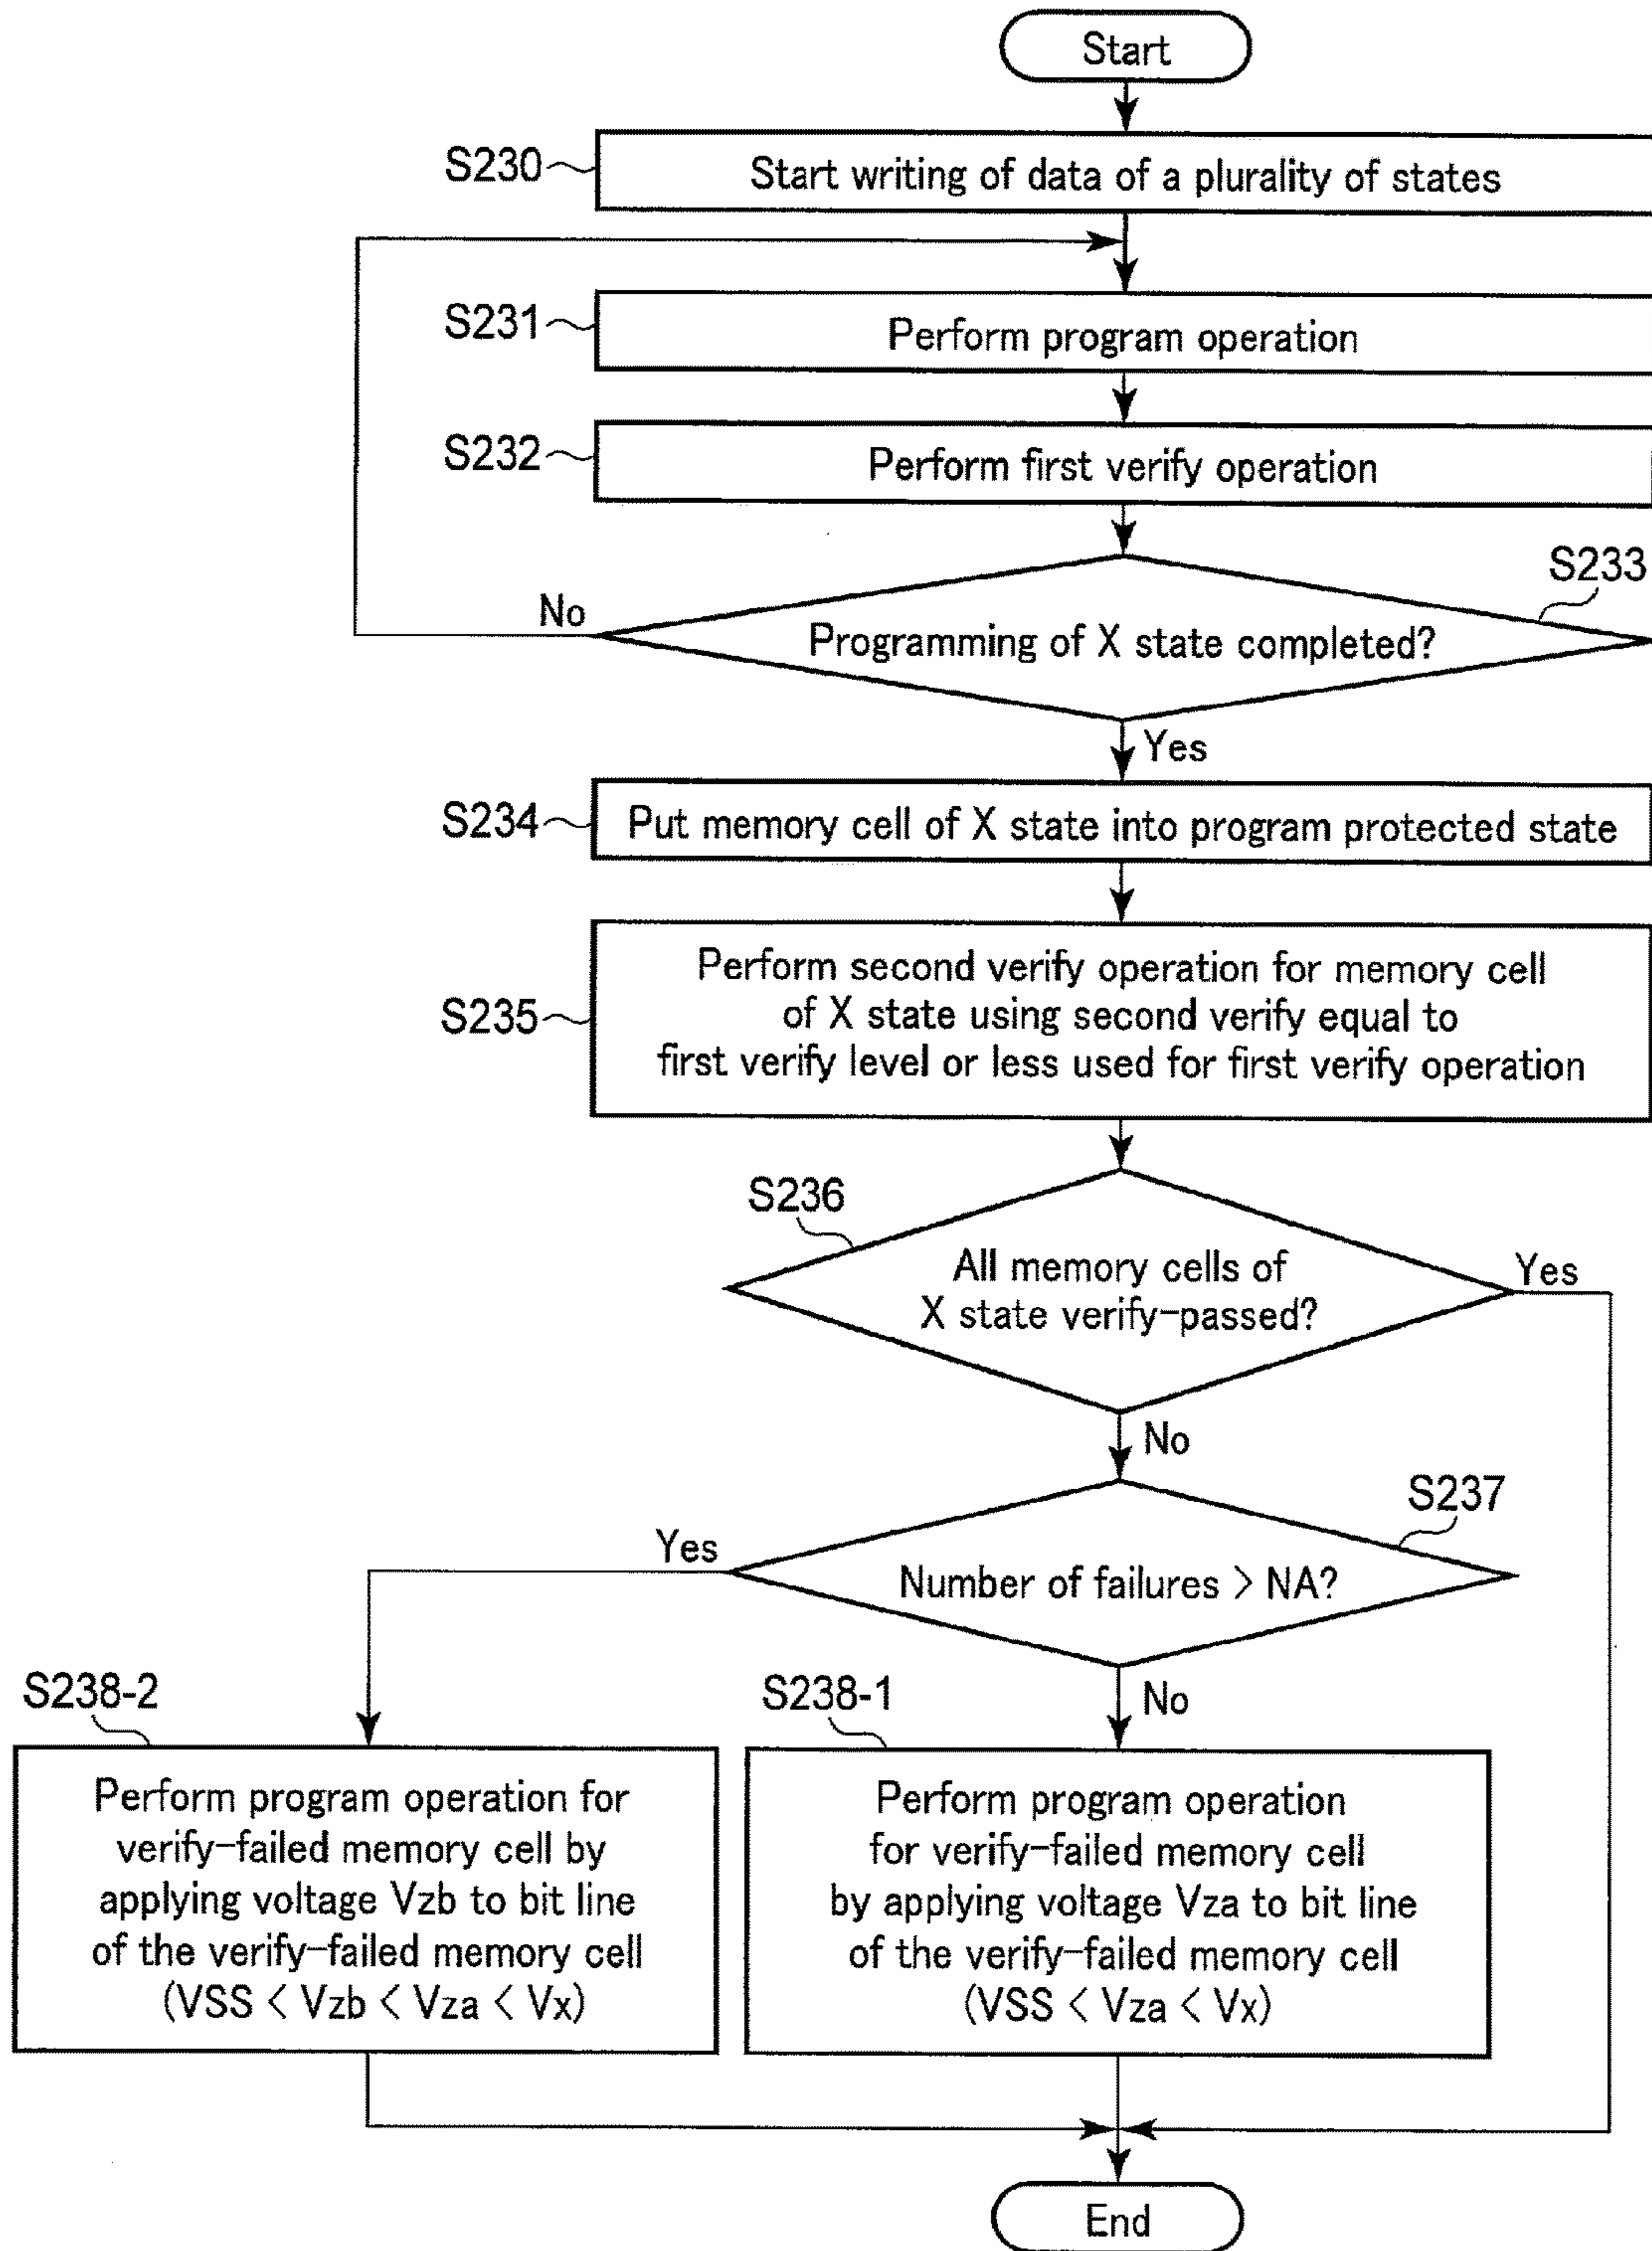 Start
S230
Start writing of data of a plurality of states
S231
Perform program operation
S232
Perform first verify operation
S233
No
Programming of X state completed?
Yes
S234
Put memory cell of X state into program protected state
S235
Perform second verify operation for memory cell
of X state using second verify equal to
first verify level or less used for first verify operation
S236
All memory cells of
X state verify-passed?
Yes
No
S237
Yes
Number of failures > NA?
No
S238-2
Perform program operation for
verify-failed memory cell by
applying voltage Vzb to bit line
of the verify-failed memory cell
(VSS < Vzb < Vza < Vx)
S238-1
Perform program operation
for verify-failed memory cell
by applying voltage Vza to bit line
of the verify-failed memory cell
(VSS < Vza < Vx)
End